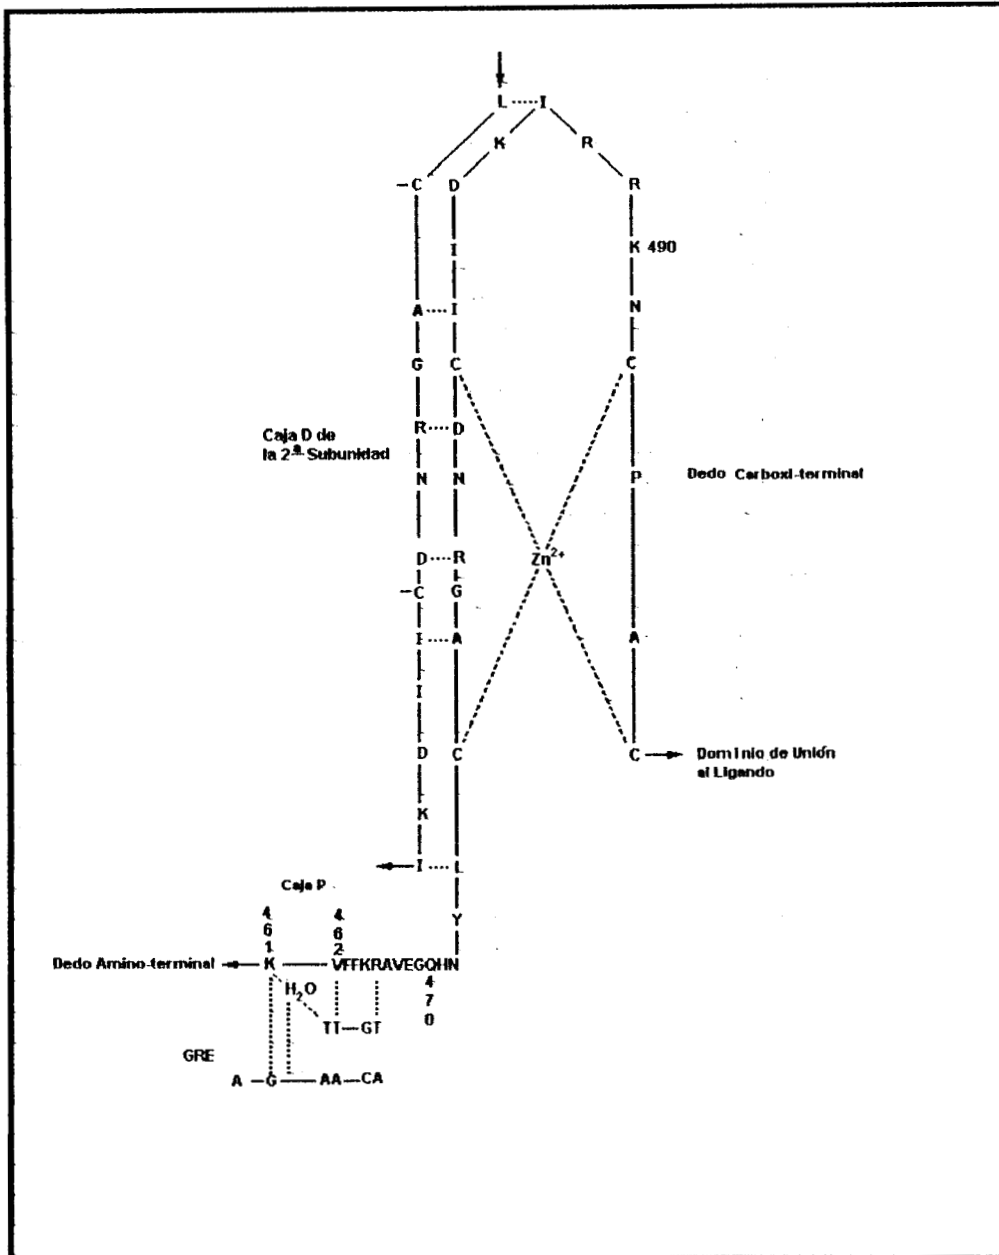 L I
K R
C D R
I K 490
A I N
G C C
R D
Caja D de
la 2ª Subunidad
N N P Dedo Carboxi-terminal
D R Zn2+
C G
I A A
I
D C C Dominio de Unión
al Ligando
K
I L
Caja P
Y
461 462
Dedo Amino-terminal K VFFKRAVEGQHN
H2O 470
TT GT
GRE
A G AA CA